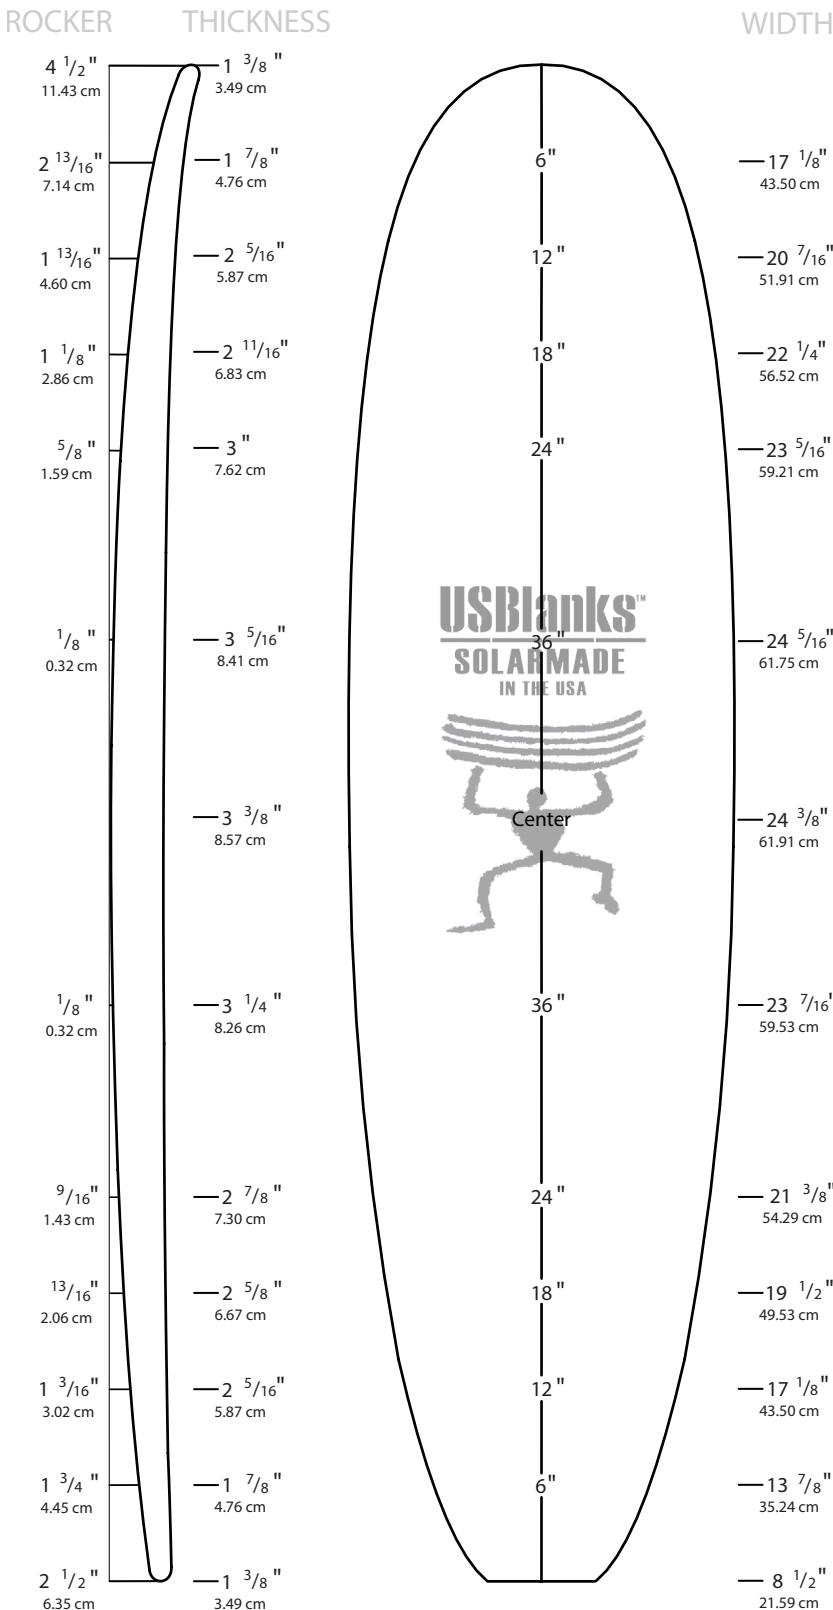 ROCKER THICKNESS WIDTH
4 1/2" 1 3/8"
11.43 cm 3.49 cm
2 13/16" 1 7/8" 6" 17 1/8"
7.14 cm 4.76 cm 43.50 cm
1 13/16" 2 5/16" 12" 20 7/16"
4.60 cm 5.87 cm 51.91 cm
1 1/8" 2 11/16" 18" 22 1/4"
2.86 cm 6.83 cm 56.52 cm
5/8" 3" 24" 23 5/16"
1.59 cm 7.62 cm 59.21 cm
USBlanks™
1/8" 3 5/16" 36" 24 5/16"
0.32 cm 8.41 cm 61.75 cm
SOLARMADE
IN THE USA
3 3/8" Center 24 3/8"
8.57 cm 61.91 cm
1/8" 3 1/4" 36" 23 7/16"
0.32 cm 8.26 cm 59.53 cm
9/16" 2 7/8" 24" 21 3/8"
1.43 cm 7.30 cm 54.29 cm
13/16" 2 5/8" 18" 19 1/2"
2.06 cm 6.67 cm 49.53 cm
1 3/16" 2 5/16" 12" 17 1/8"
3.02 cm 5.87 cm 43.50 cm
1 3/4" 1 7/8" 6" 13 7/8"
4.45 cm 4.76 cm 35.24 cm
2 1/2" 1 3/8" 8 1/2"
6.35 cm 3.49 cm 21.59 cm